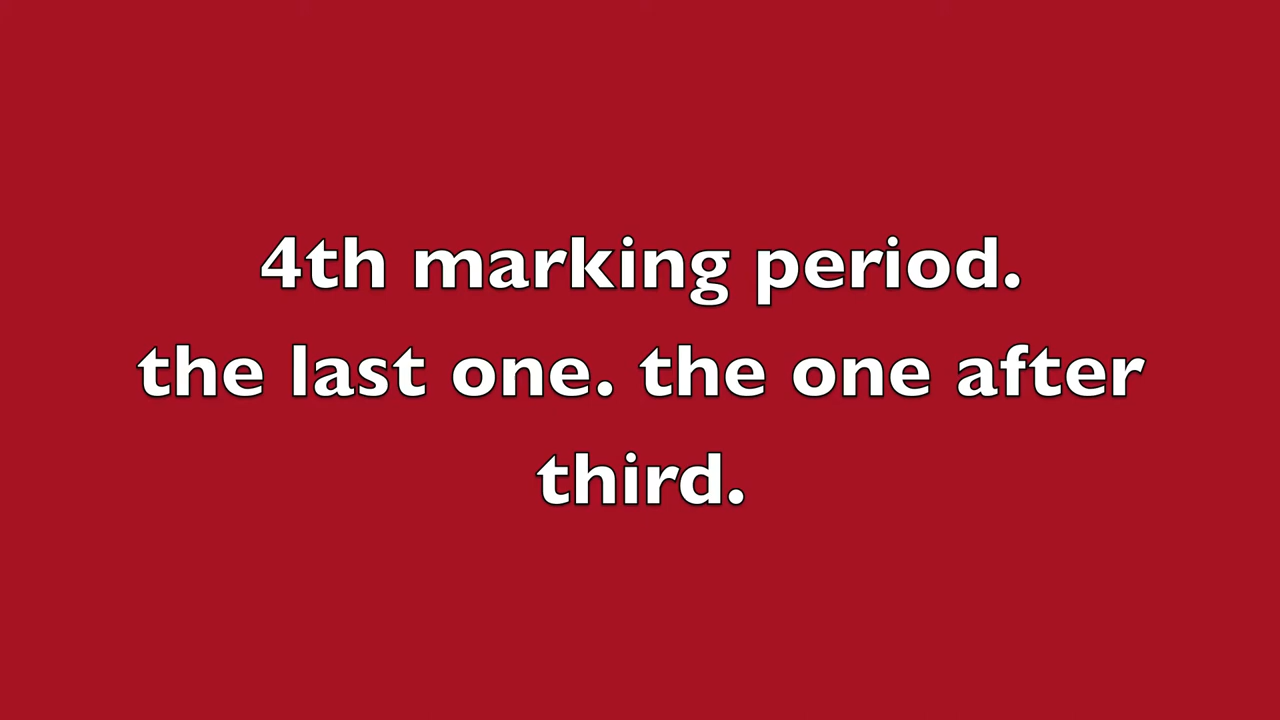 4th marking period.
the last one. the one after
third.